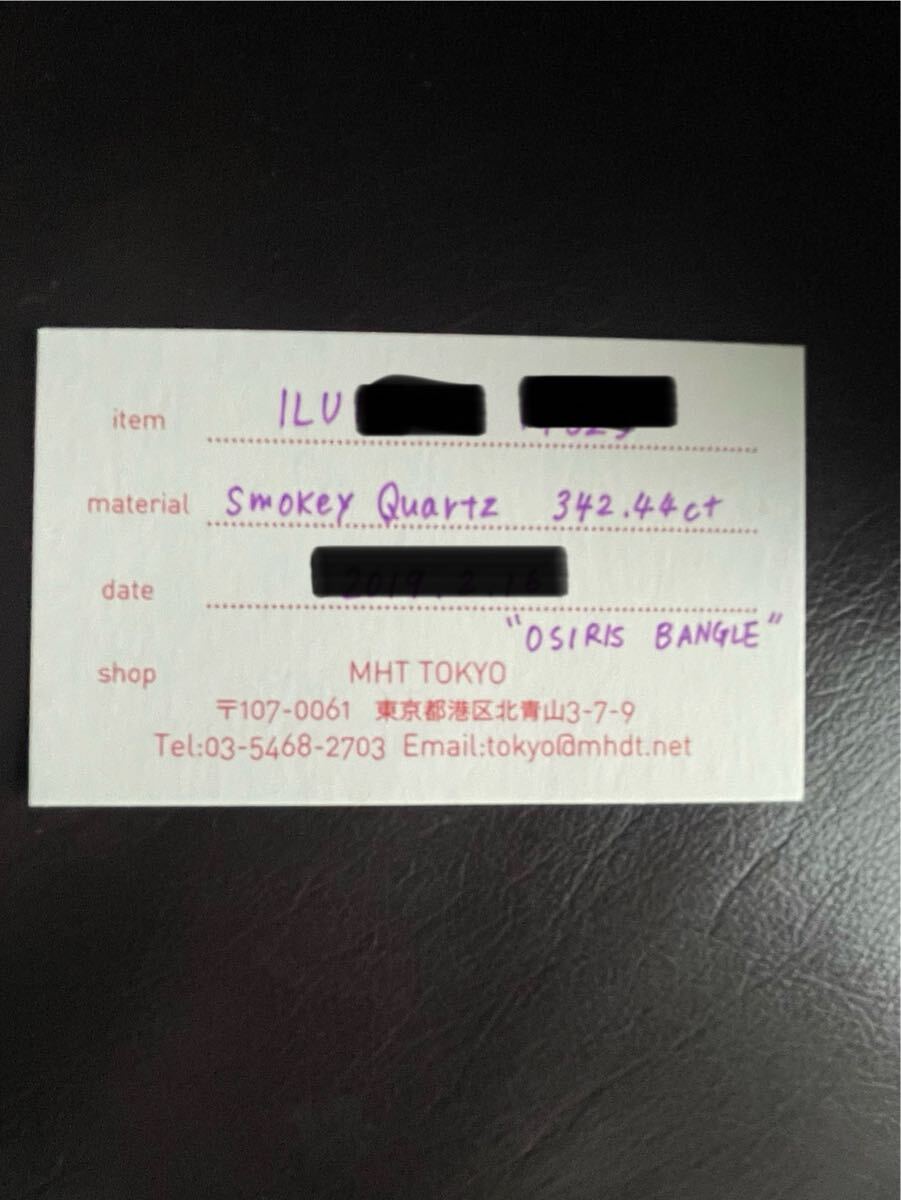 item ILU
material Smokey Quartz 342.44ct
date
"OSIRIS BANGLE"
shop MHT TOKYO
〒107-0061 東京都港区北青山3-7-9
Tel:03-5468-2703 Email:tokyo@mhdt.net